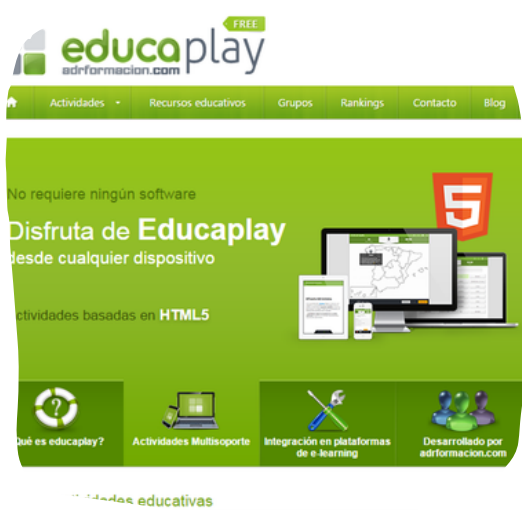 FREE
educaplay
adrformacion.com
Actividades
Recursos educativos
Grupos
Rankings
Contacto
Blog
No requiere ningún software
Disfruta de Educaplay
desde cualquier dispositivo
Actividades basadas en HTML5
5
Qué es educaplay?
Actividades Multisoporte
Integración en plataformas
de e-learning
Desarrollado por
adrformacion.com
educativas